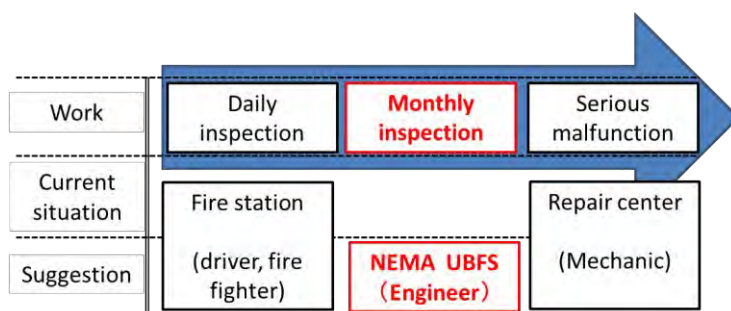 Work
Daily
inspection
Monthly
inspection
Serious
malfunction
Current
situation
Fire station
(driver, fire
fighter)
Repair center
(Mechanic)
Suggestion
NEMA UBFS
（Engineer）